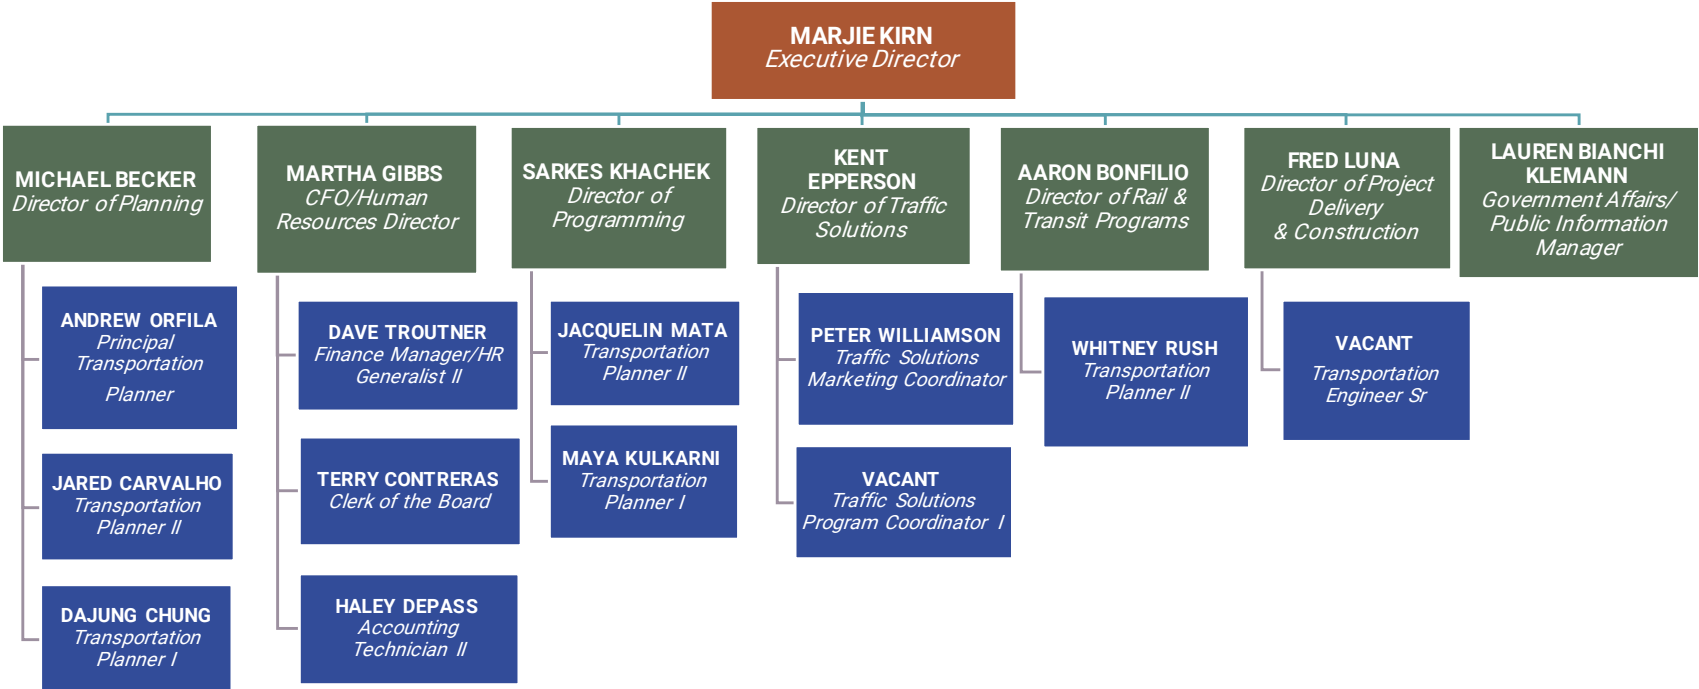 MARJIE KIRN
Executive Director
MICHAEL BECKER
Director of Planning
MARTHA GIBBS
CFO/Human
Resources Director
SARKES KHACHEK
Director of
Programming
KENT
EPPERSON
Director of Traffic
Solutions
AARON BONFILIO
Director of Rail &
Transit Programs
FRED LUNA
Director of Project
Delivery
& Construction
LAUREN BIANCHI
KLEMANN
Government Affairs/
Public Information
Manager
ANDREW ORFILA
Principal
Transportation
Planner
JARED CARVALHO
Transportation
Planner II
DAJUNG CHUNG
Transportation
Planner I
DAVE TROUTNER
Finance Manager/HR
Generalist II
TERRY CONTRERAS
Clerk of the Board
HALEY DEPASS
Accounting
Technician II
JACQUELIN MATA
Transportation
Planner II
MAYA KULKARNI
Transportation
Planner I
PETER WILLIAMSON
Traffic Solutions
Marketing Coordinator
VACANT
Traffic Solutions
Program Coordinator I
WHITNEY RUSH
Transportation
Planner II
VACANT
Transportation
Engineer Sr